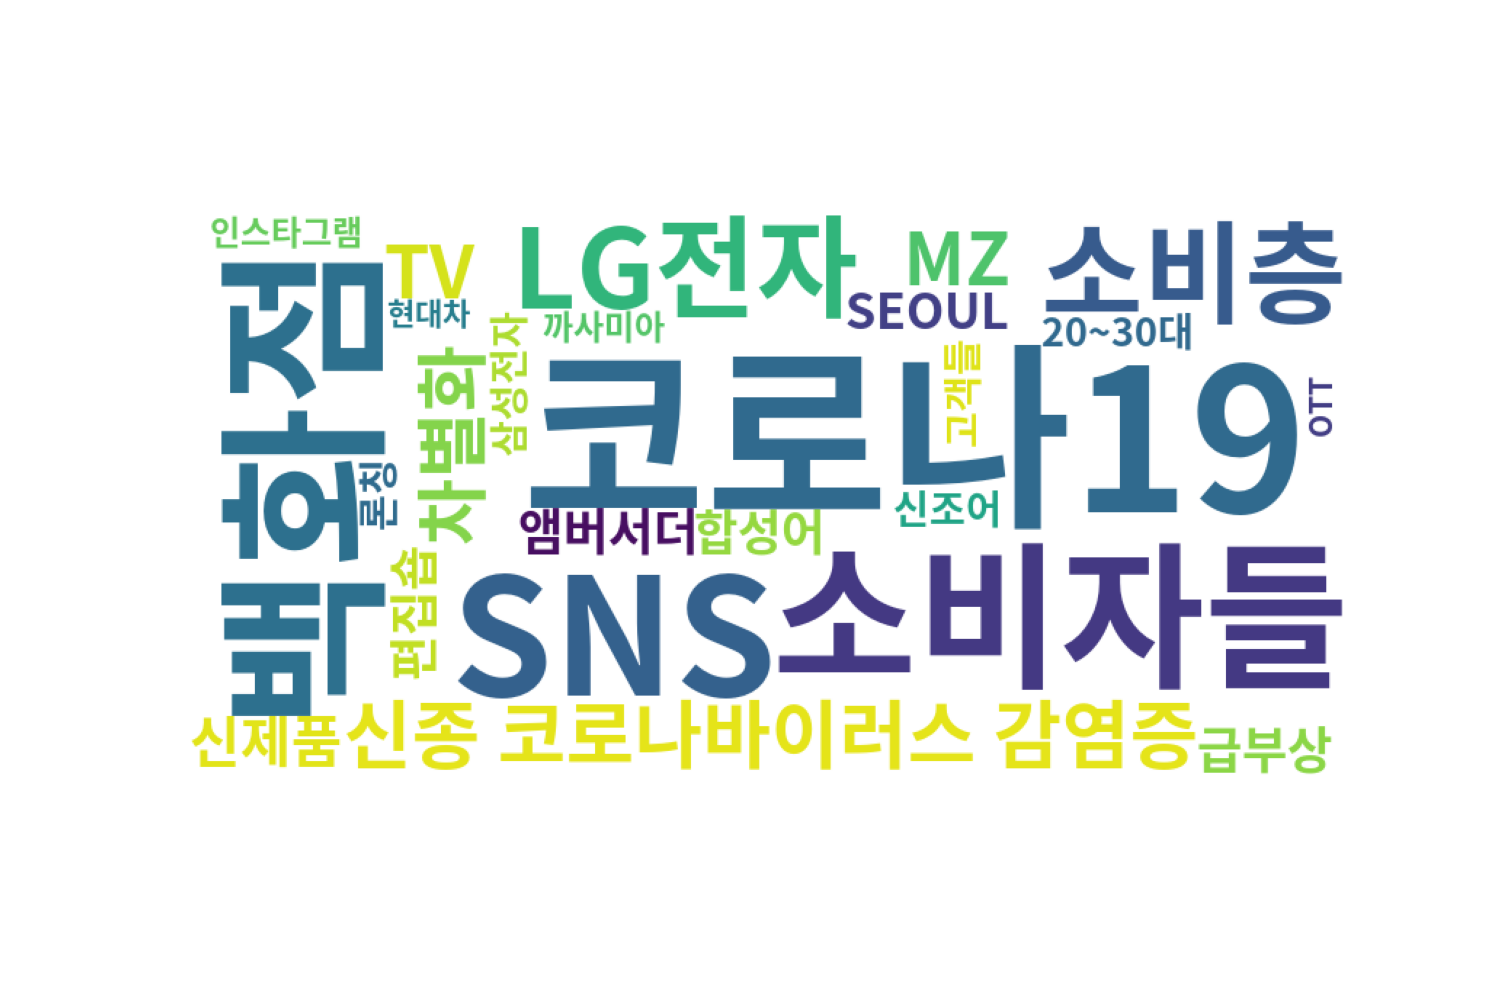 인스타그램
TV
LG전자
MZ
소비층
현대차
까사미아
SEOUL
20~30대
백화점
차별화
삼성전자
코로나19
고객들
OTT
론칭
신조어
앰버서더
합성어
편집숍
SNS
소비자들
신제품
신종 코로나바이러스 감염증
급부상